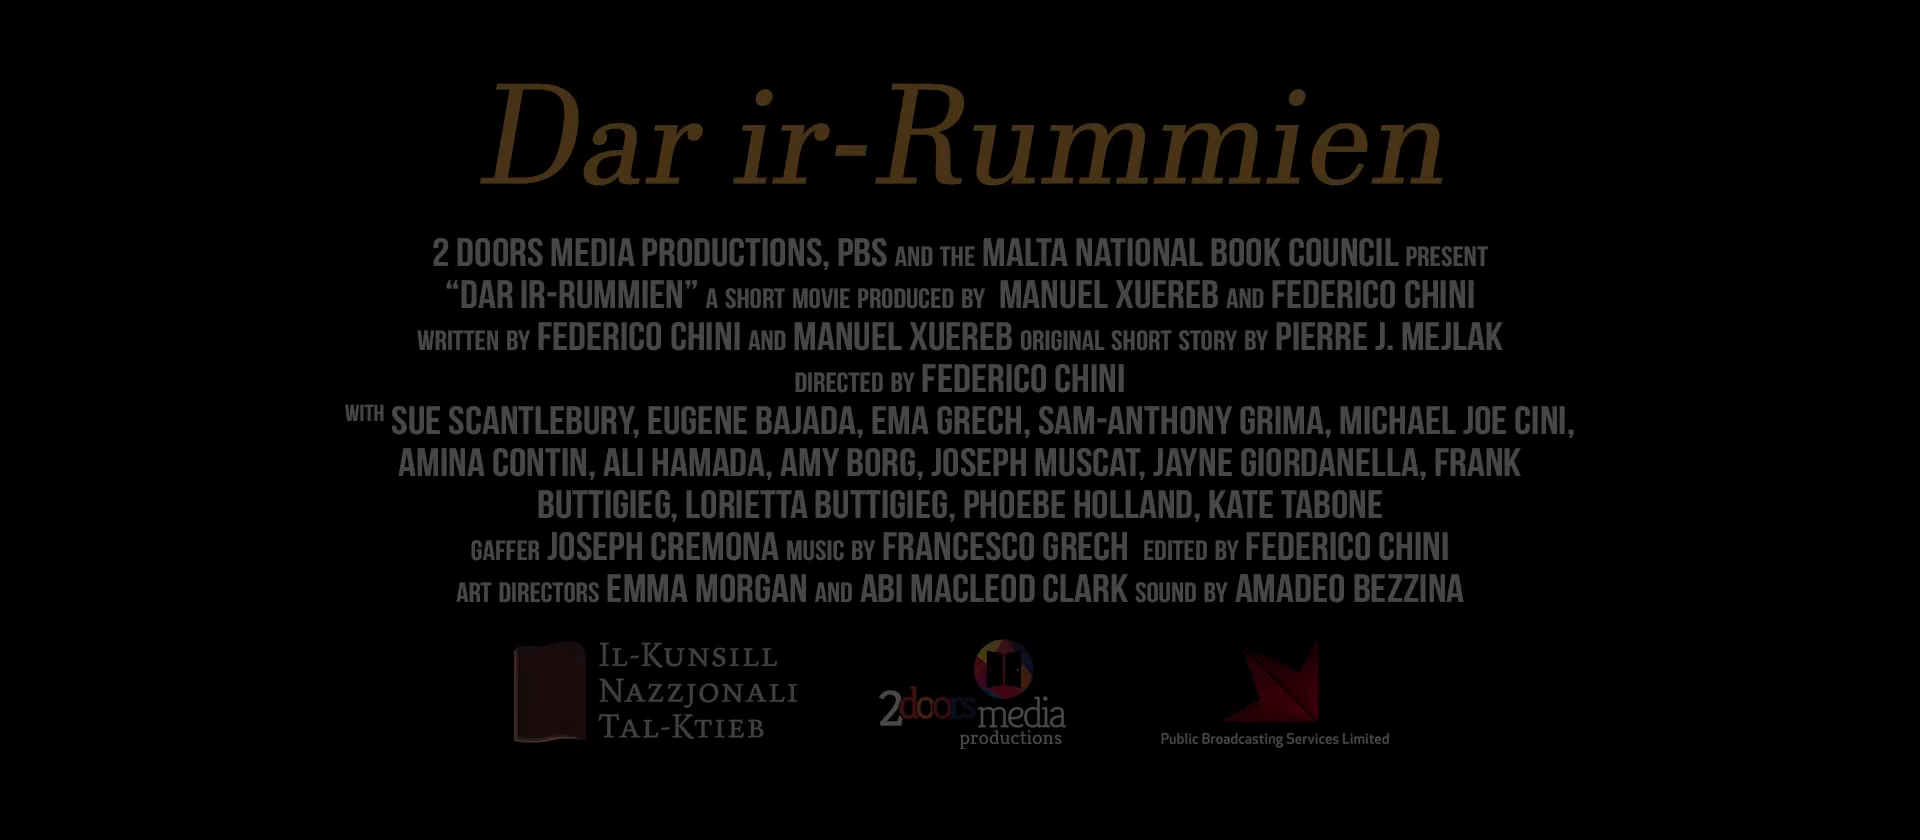 Dar ir-Rummien
2 DOORS MEDIA PRODUCTIONS, PBS AND THE MALTA NATIONAL BOOK COUNCIL PRESENT
“DAR IR-RUMMIEN” A SHORT MOVIE PRODUCED BY MANUEL XUEREB AND FEDERICO CHINI
WRITTEN BY FEDERICO CHINI AND MANUEL XUEREB ORIGINAL SHORT STORY BY PIERRE J. MEJLAK
DIRECTED BY FEDERICO CHINI
WITH SUE SCANTLEBURY, EUGENE BAJADA, EMA GRECH, SAM-ANTHONY GRIMA, MICHAEL JOE CINI,
AMINA CONTIN, ALI HAMADA, AMY BORG, JOSEPH MUSCAT, JAYNE GIORDANELLA, FRANK
BUTTIGIEG, LORIETTA BUTTIGIEG, PHOEBE HOLLAND, KATE TABONE
GAFFER JOSEPH CREMONA MUSIC BY FRANCESCO GRECH EDITED BY FEDERICO CHINI
ART DIRECTORS EMMA MORGAN AND ABI MACLEOD CLARK SOUND BY AMADEO BEZZINA
IL-KUNSILL
NAZZJONALI
TAL-KTIEB
2doors media
productions
Public Broadcasting Services Limited